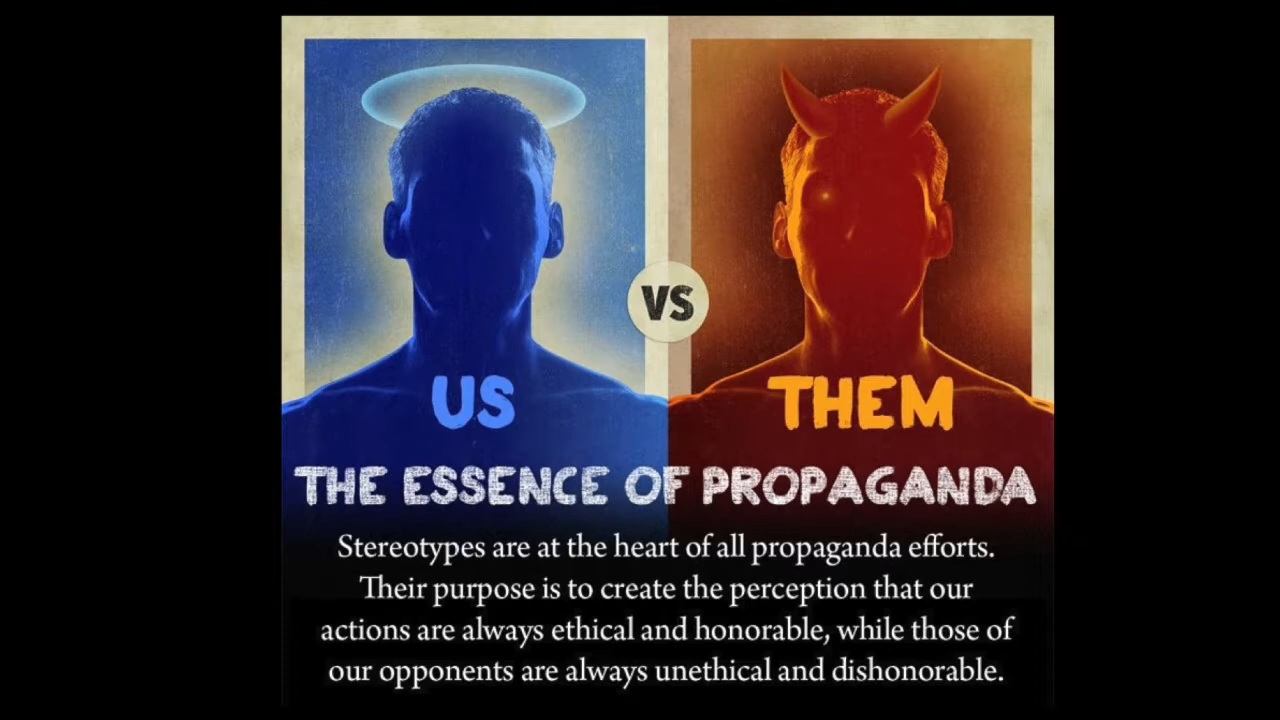 VS
US
THEM
THE ESSENCE OF PROPAGANDA
Stereotypes are at the heart of all propaganda efforts.
Their purpose is to create the perception that our
actions are always ethical and honorable, while those of
our opponents are always unethical and dishonorable.